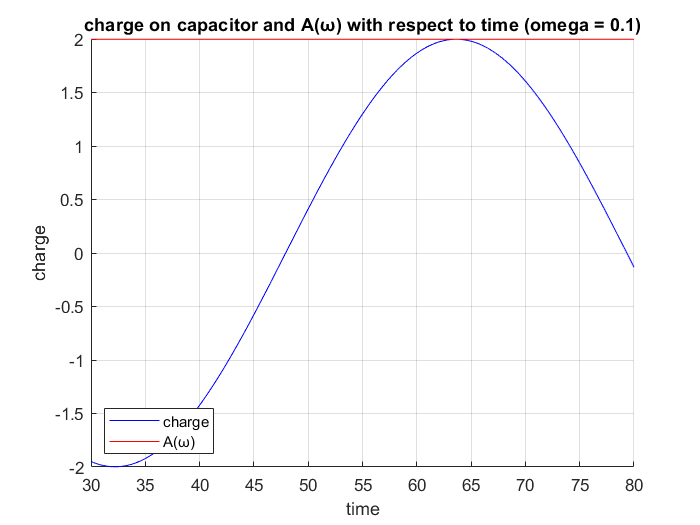 charge on capacitor and A(ω) with respect to time (omega = 0.1)
2
1.5
1
0.5
0
-0.5
-1
-1.5
-2
charge
charge
A(ω)
30 35 40 45 50 55 60 65 70 75 80
time